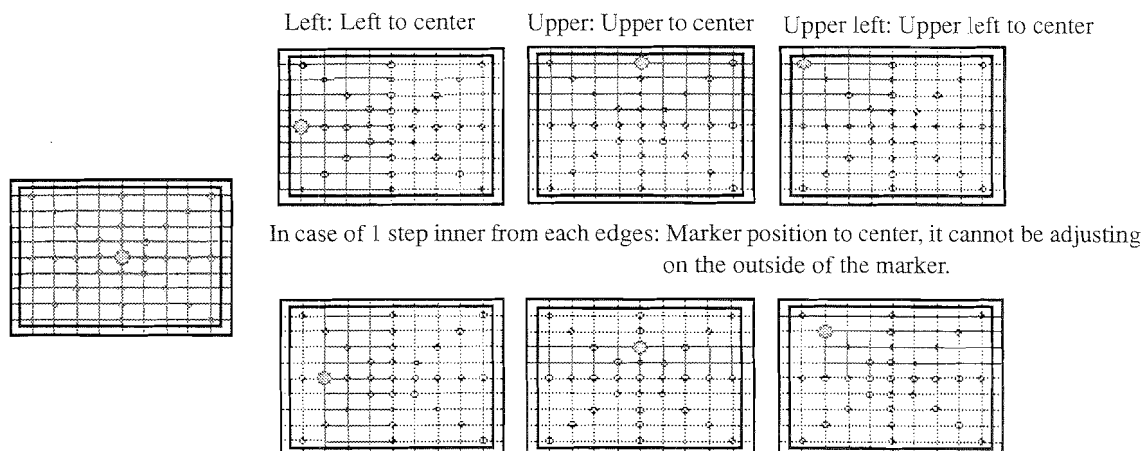 Left: Left to center
Upper: Upper to center
Upper left: Upper left to center
In case of 1 step inner from each edges: Marker position to center, it cannot be adjusting
on the outside of the marker.